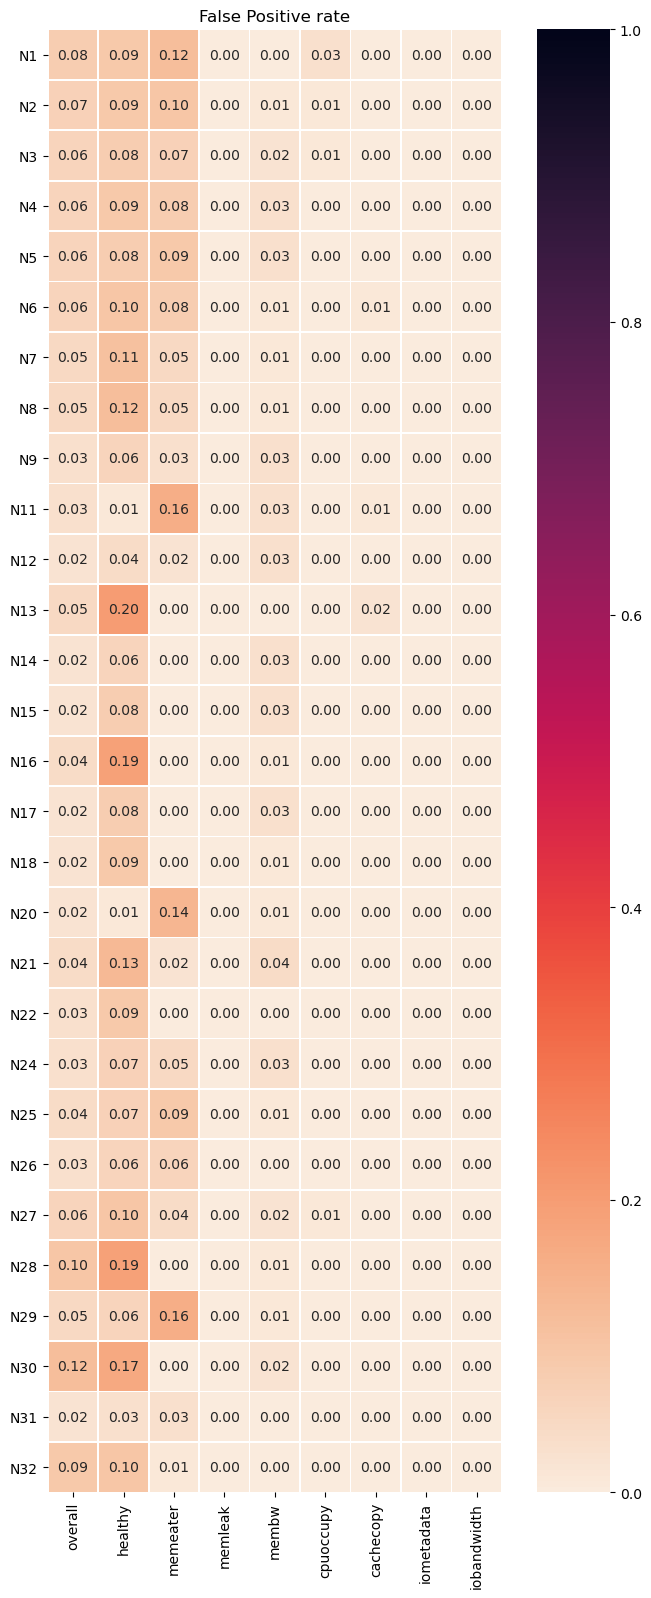 False Positive rate
N1 0.08 0.09 0.12 0.00 0.00 0.03 0.00 0.00 0.00
N2 0.07 0.09 0.10 0.00 0.01 0.01 0.00 0.00 0.00
N3 0.06 0.08 0.07 0.00 0.02 0.01 0.00 0.00 0.00
N4 0.06 0.09 0.08 0.00 0.03 0.00 0.00 0.00 0.00
N5 0.06 0.08 0.09 0.00 0.03 0.00 0.00 0.00 0.00
N6 0.06 0.10 0.08 0.00 0.01 0.00 0.01 0.00 0.00
N7 0.05 0.11 0.05 0.00 0.01 0.00 0.00 0.00 0.00
N8 0.05 0.12 0.05 0.00 0.01 0.00 0.00 0.00 0.00
N9 0.03 0.06 0.03 0.00 0.03 0.00 0.00 0.00 0.00
N11 0.03 0.01 0.16 0.00 0.03 0.00 0.01 0.00 0.00
N12 0.02 0.04 0.02 0.00 0.03 0.00 0.00 0.00 0.00
N13 0.05 0.20 0.00 0.00 0.00 0.00 0.02 0.00 0.00
N14 0.02 0.06 0.00 0.00 0.03 0.00 0.00 0.00 0.00
N15 0.02 0.08 0.00 0.00 0.03 0.00 0.00 0.00 0.00
N16 0.04 0.19 0.00 0.00 0.01 0.00 0.00 0.00 0.00
N17 0.02 0.08 0.00 0.00 0.03 0.00 0.00 0.00 0.00
N18 0.02 0.09 0.00 0.00 0.01 0.00 0.00 0.00 0.00
N20 0.02 0.01 0.14 0.00 0.01 0.00 0.00 0.00 0.00
N21 0.04 0.13 0.02 0.00 0.04 0.00 0.00 0.00 0.00
N22 0.03 0.09 0.00 0.00 0.00 0.00 0.00 0.00 0.00
N24 0.03 0.07 0.05 0.00 0.03 0.00 0.00 0.00 0.00
N25 0.04 0.07 0.09 0.00 0.01 0.00 0.00 0.00 0.00
N26 0.03 0.06 0.06 0.00 0.00 0.00 0.00 0.00 0.00
N27 0.06 0.10 0.04 0.00 0.02 0.01 0.00 0.00 0.00
N28 0.10 0.19 0.00 0.00 0.01 0.00 0.00 0.00 0.00
N29 0.05 0.06 0.16 0.00 0.01 0.00 0.00 0.00 0.00
N30 0.12 0.17 0.00 0.00 0.02 0.00 0.00 0.00 0.00
N31 0.02 0.03 0.03 0.00 0.00 0.00 0.00 0.00 0.00
N32 0.09 0.10 0.01 0.00 0.00 0.00 0.00 0.00 0.00
overall
healthy
memeater
memleak
membw
cpuoccupy
cachecopy
iometadata
iobandwidth
1.0
0.8
0.6
0.4
0.2
0.0